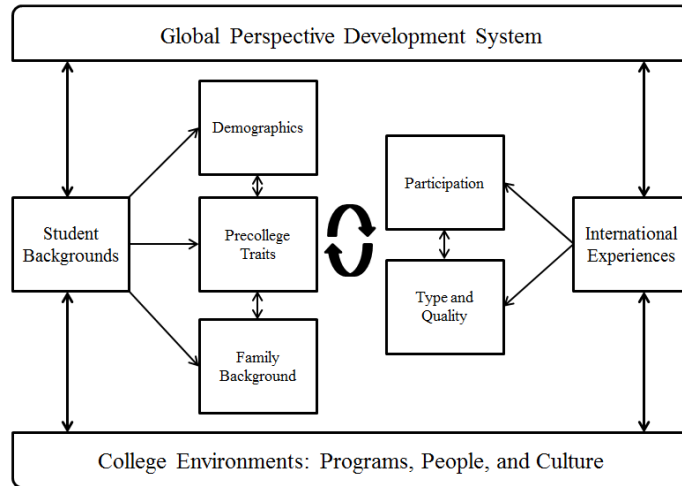 Global Perspective Development System
Demographics
Participation
Student
Backgrounds
Precollege
Traits
International
Experiences
Type and
Quality
Family
Background
College Environments: Programs, People, and Culture